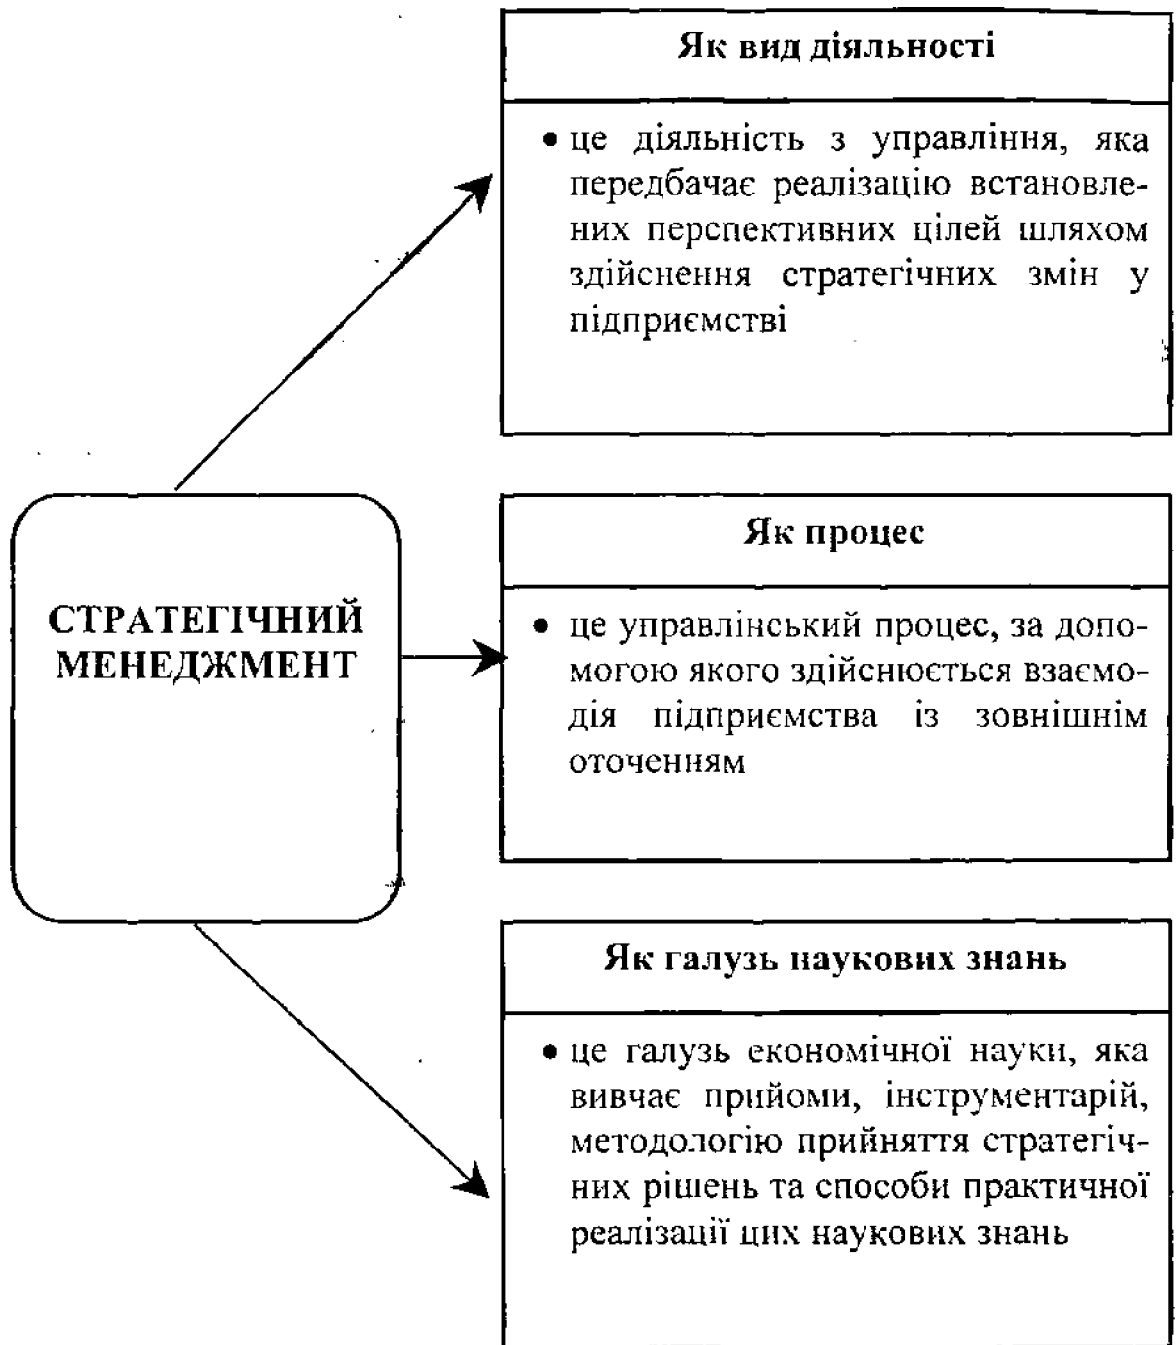 Як вид діяльності
• це діяльність з управління, яка
передбачає реалізацію встановле-
них перспективних цілей шляхом
здійснення стратегічних змін у
підприємстві
СТРАТЕГІЧНИЙ
МЕНЕДЖМЕНТ
Як процес
• це управлінський процес, за допо-
могою якого здійснюється взаємо-
дія підприємства із зовнішнім
оточенням
Як галузь наукових знань
• це галузь економічної науки, яка
вивчає прийоми, інструментарій,
методологію прийняття стратегіч-
них рішень та способи практичної
реалізації цих наукових знань